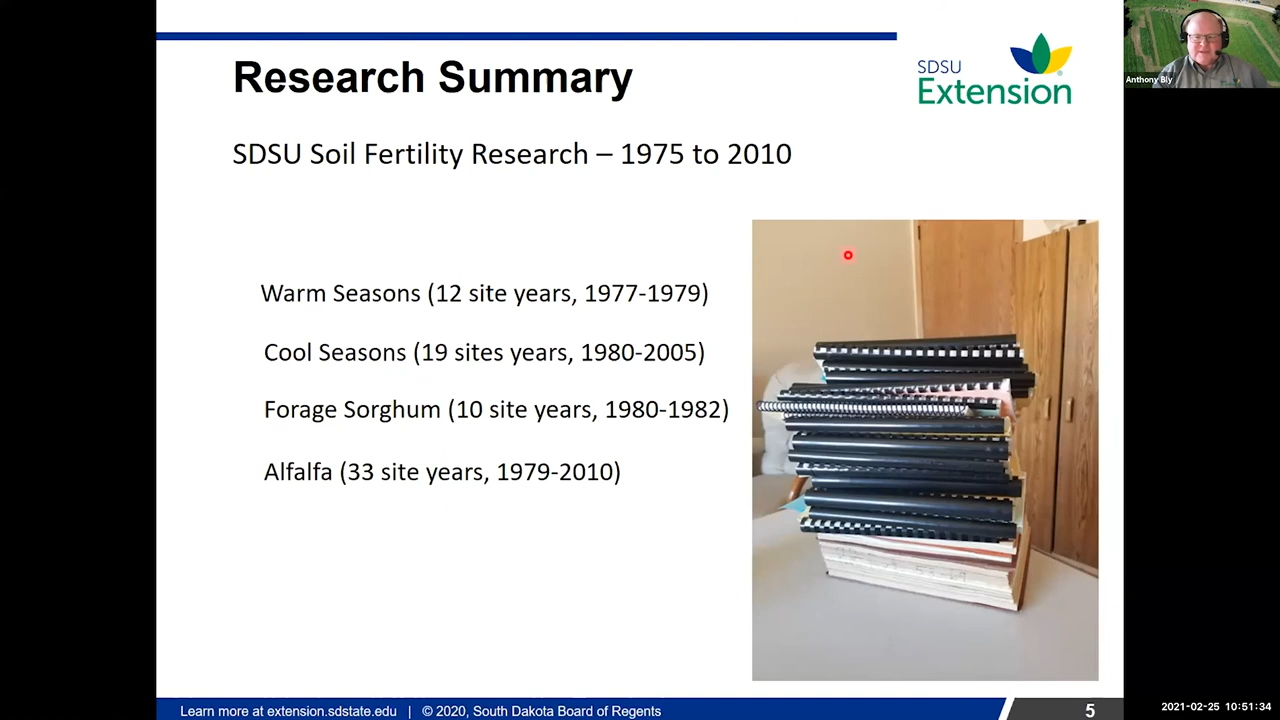 Research Summary
SDSU
Extension
Anthony Bly
SDSU Soil Fertility Research – 1975 to 2010
Warm Seasons (12 site years, 1977-1979)
Cool Seasons (19 sites years, 1980-2005)
Forage Sorghum (10 site years, 1980-1982)
Alfalfa (33 site years, 1979-2010)
Learn more at extension.sdstate.edu | © 2020, South Dakota Board of Regents
5
2021-02-25 10:51:34